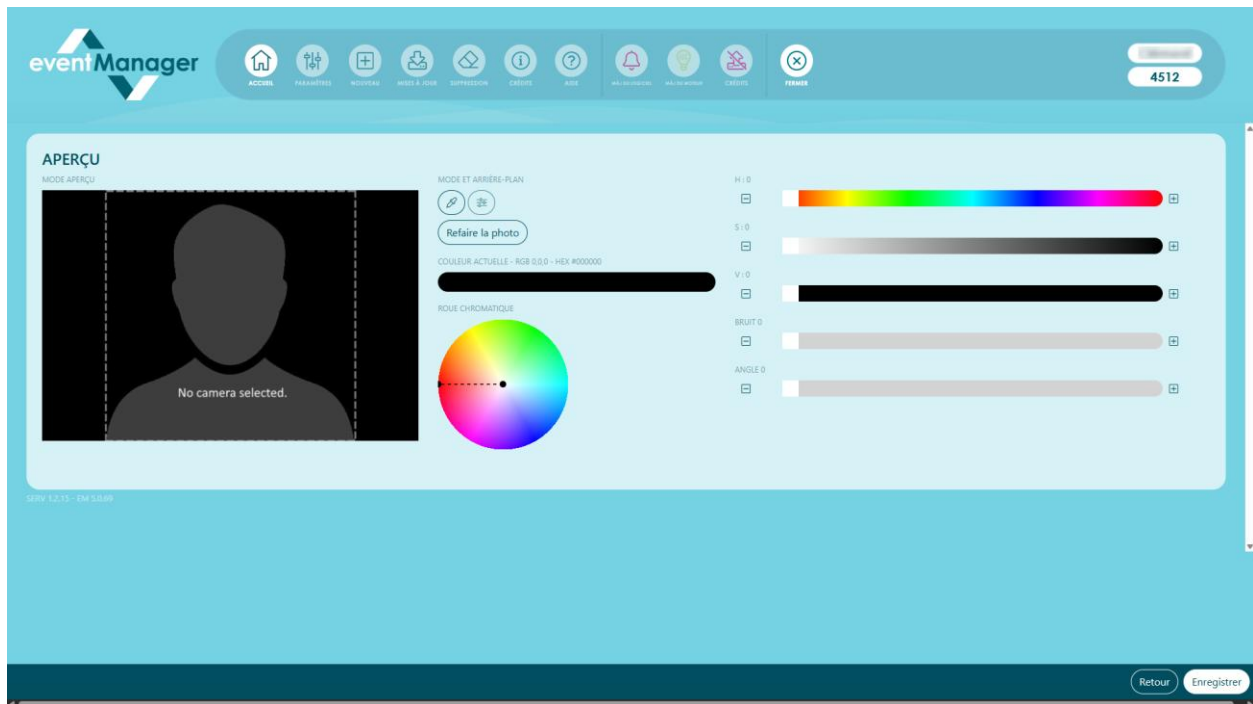 eventManager
ACCUEIL
PARAMÈTRES
NOUVEAU
MISES À JOUR
SUPPRESSION
CRÉDITS
AIDE
CRÉDITS
FERMER
4512
APERÇU
MODE APERÇU
No camera selected.
MODE ET ARRIÈRE-PLAN
Refaire la photo
COULEUR ACTUELLE - RGB 0,0,0 - HEX #000000
ROUE CHROMATIQUE
H : 0
S : 0
V : 0
BRUIT 0
ANGLE 0
SERV 1.2.15 - EM 5.0.69
Retour
Enregistrer